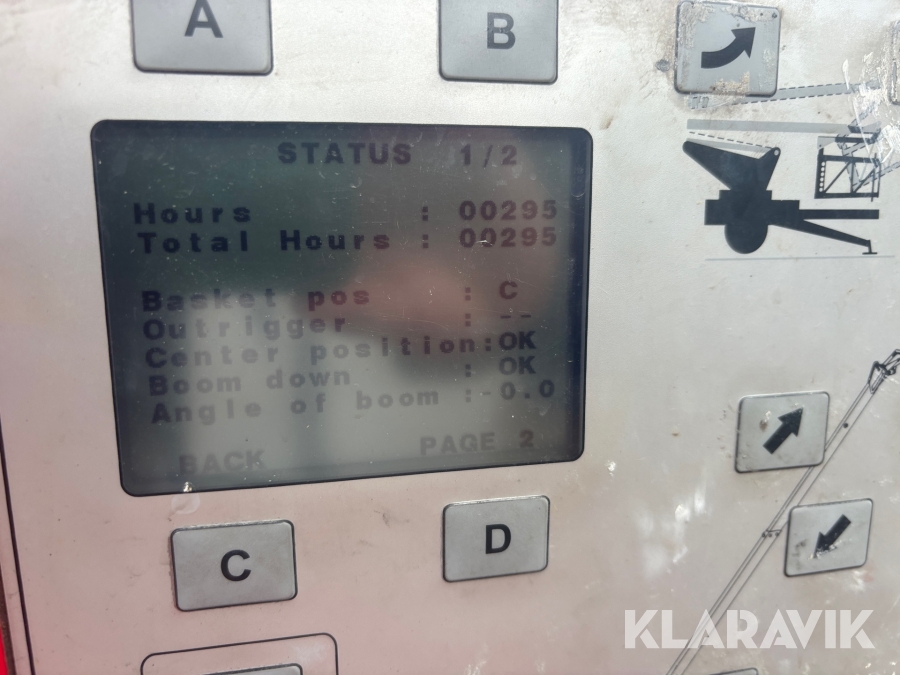 A B
STATUS 1/2
Hours : 00295
Total Hours : 00295
Basket pos : C
Outrigger : --
Center position:OK
Boom down : OK
Angle of boom :-0.0
BACK PAGE 2
C D
KLARAVIK